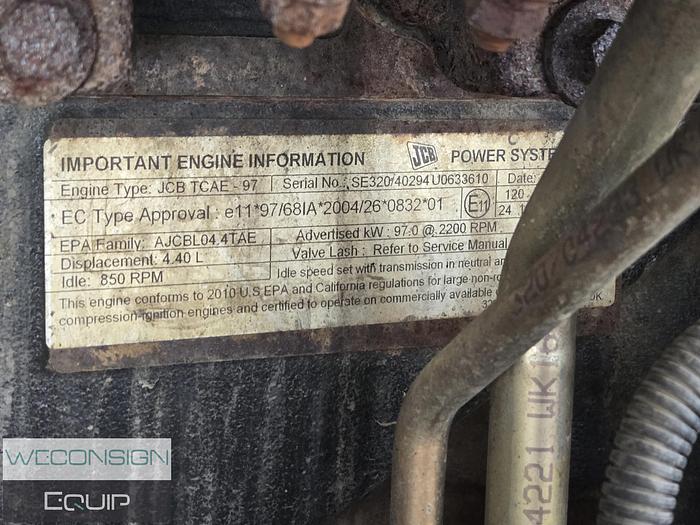 IMPORTANT ENGINE INFORMATION JCB POWER SYSTE
Engine Type: JCB TCAE - 97 Serial No.: SE320/40294 U0633610 Date:
EC Type Approval : e11*97/68IA*2004/26*0832*01 E11 120
24
EPA Family: AJCBL04.4TAE Advertised kW : 97.0 @ 2200 RPM
Displacement: 4.40 L Valve Lash : Refer to Service Manual
Idle: 850 RPM Idle speed set with transmission in neutral
This engine conforms to 2010 U.S EPA and California regulations for large
compression-ignition engines and certified to operate on commercially available
4221 WK16
WECONSIGN
EQUIP